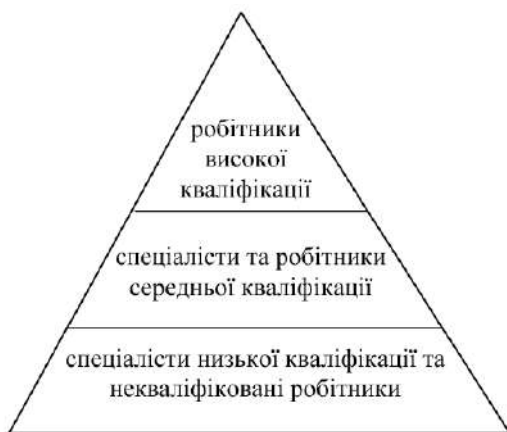 робітники
високої
кваліфікації
спеціалісти та робітники
середньої кваліфікації
спеціалісти низької кваліфікації та
некваліфіковані робітники